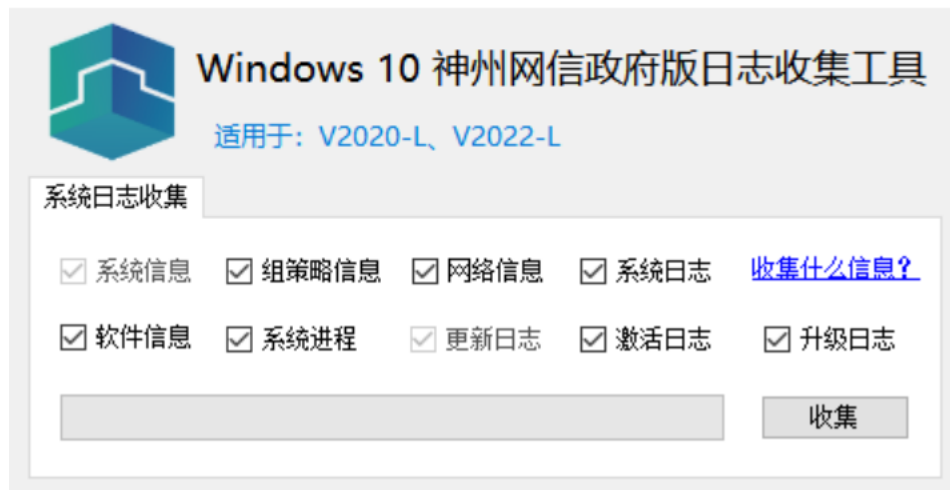 Windows 10 神州网信政府版日志收集工具
适用于：V2020-L、V2022-L
系统日志收集
系统信息 组策略信息 网络信息 系统日志 收集什么信息？
软件信息 系统进程 更新日志 激活日志 升级日志
收集